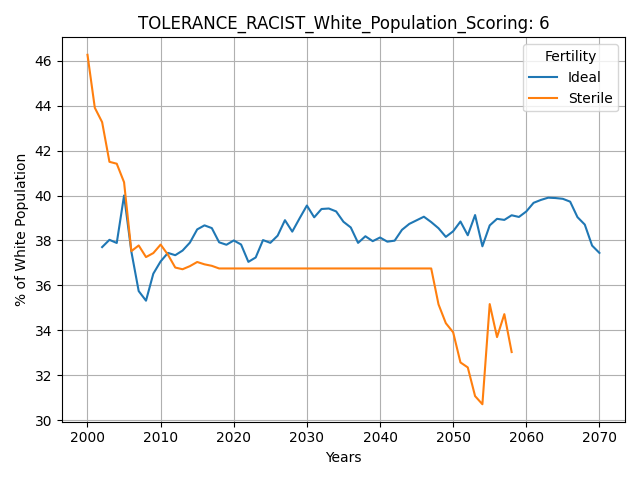 TOLERANCE_RACIST_White_Population_Scoring: 6
Fertility
Ideal
Sterile
% of White Population
46
44
42
40
38
36
34
32
30
2000 2010 2020 2030 2040 2050 2060 2070
Years